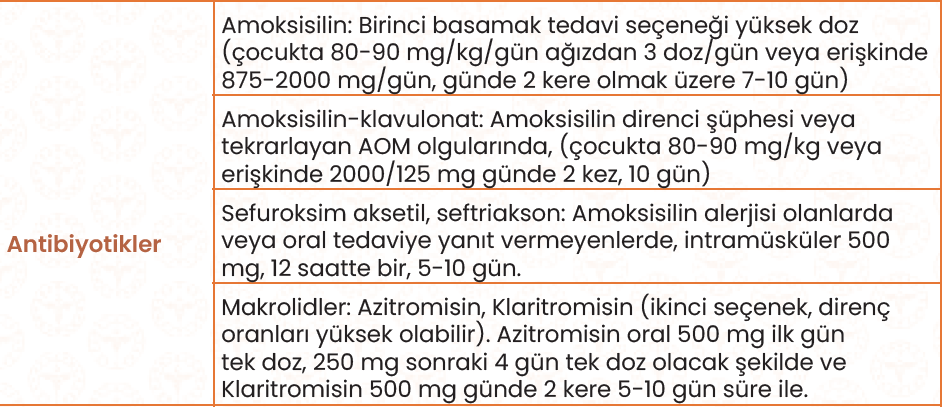 Antibiyotikler
Amoksisilin: Birinci basamak tedavi seçeneği yüksek doz
(çocukta 80-90 mg/kg/gün ağızdan 3 doz/gün veya erişkinde
875-2000 mg/gün, günde 2 kere olmak üzere 7-10 gün)
Amoksisilin-klavulonat: Amoksisilin direnci şüphesi veya
tekrarlayan AOM olgularında, (çocukta 80-90 mg/kg veya
erişkinde 2000/125 mg günde 2 kez, 10 gün)
Sefuroksim aksetil, seftriakson: Amoksisilin alerjisi olanlarda
veya oral tedaviye yanıt vermeyenlerde, intramüsküler 500
mg, 12 saatte bir, 5-10 gün.
Makrolidler: Azitromisin, Klaritromisin (ikinci seçenek, direnç
oranları yüksek olabilir). Azitromisin oral 500 mg ilk gün
tek doz, 250 mg sonraki 4 gün tek doz olacak şekilde ve
Klaritromisin 500 mg günde 2 kere 5-10 gün süre ile.